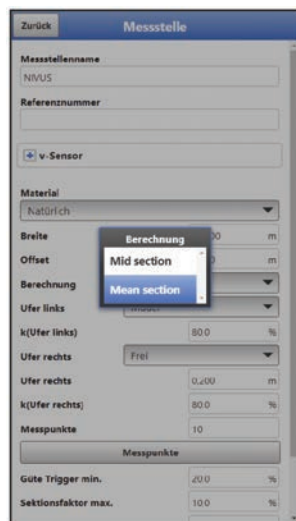 Zurück
Messstelle
Messstellenname
NIVUS
Referenznummer
+ v-Sensor
Material
Natürlich
Breite
m
Offset
m
Berechnung
Mid section
Mean section
Berechnung
Ufer links
k(Ufer links)
80.0 %
Ufer rechts
Frei
Ufer rechts
0,200 m
k(Ufer rechts)
80.0 %
Messpunkte
10
Messpunkte
Güte Trigger min.
20.0 %
Sektionsfaktor max.
10.0 %